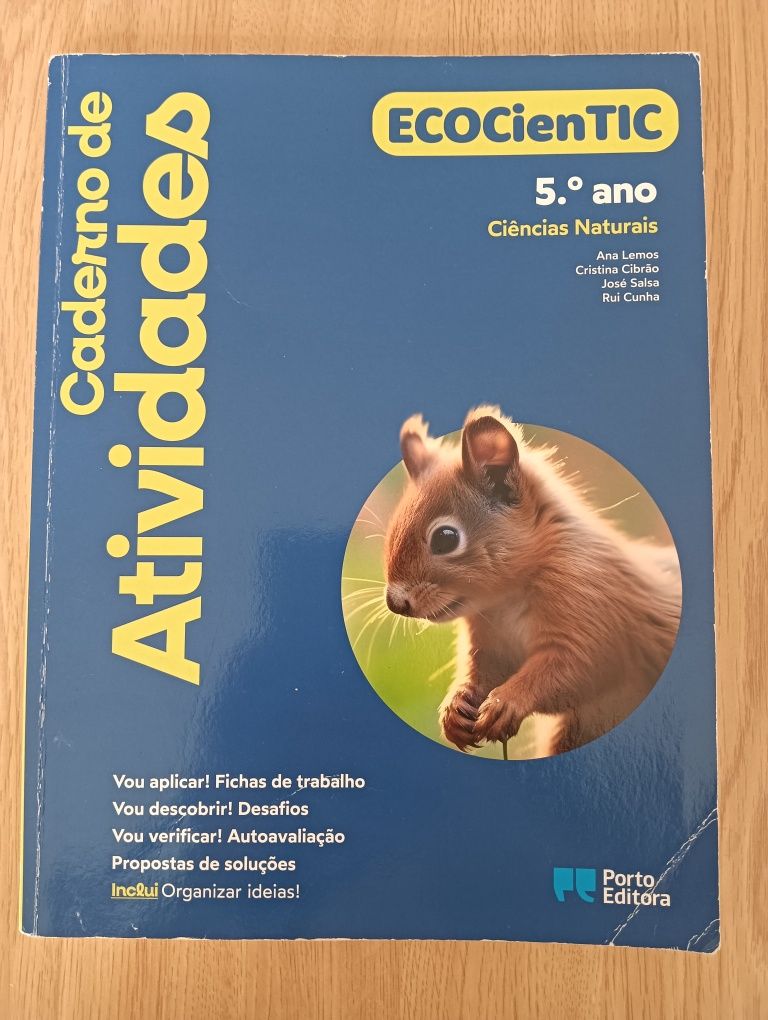 Caderno de
Atividades
ECOCienTIC
5.º ano
Ciências Naturais
Ana Lemos
Cristina Cibrão
José Salsa
Rui Cunha
Vou aplicar! Fichas de trabalho
Vou descobrir! Desafios
Vou verificar! Autoavaliação
Propostas de soluções
Inclui Organizar ideias!
Porto
Editora